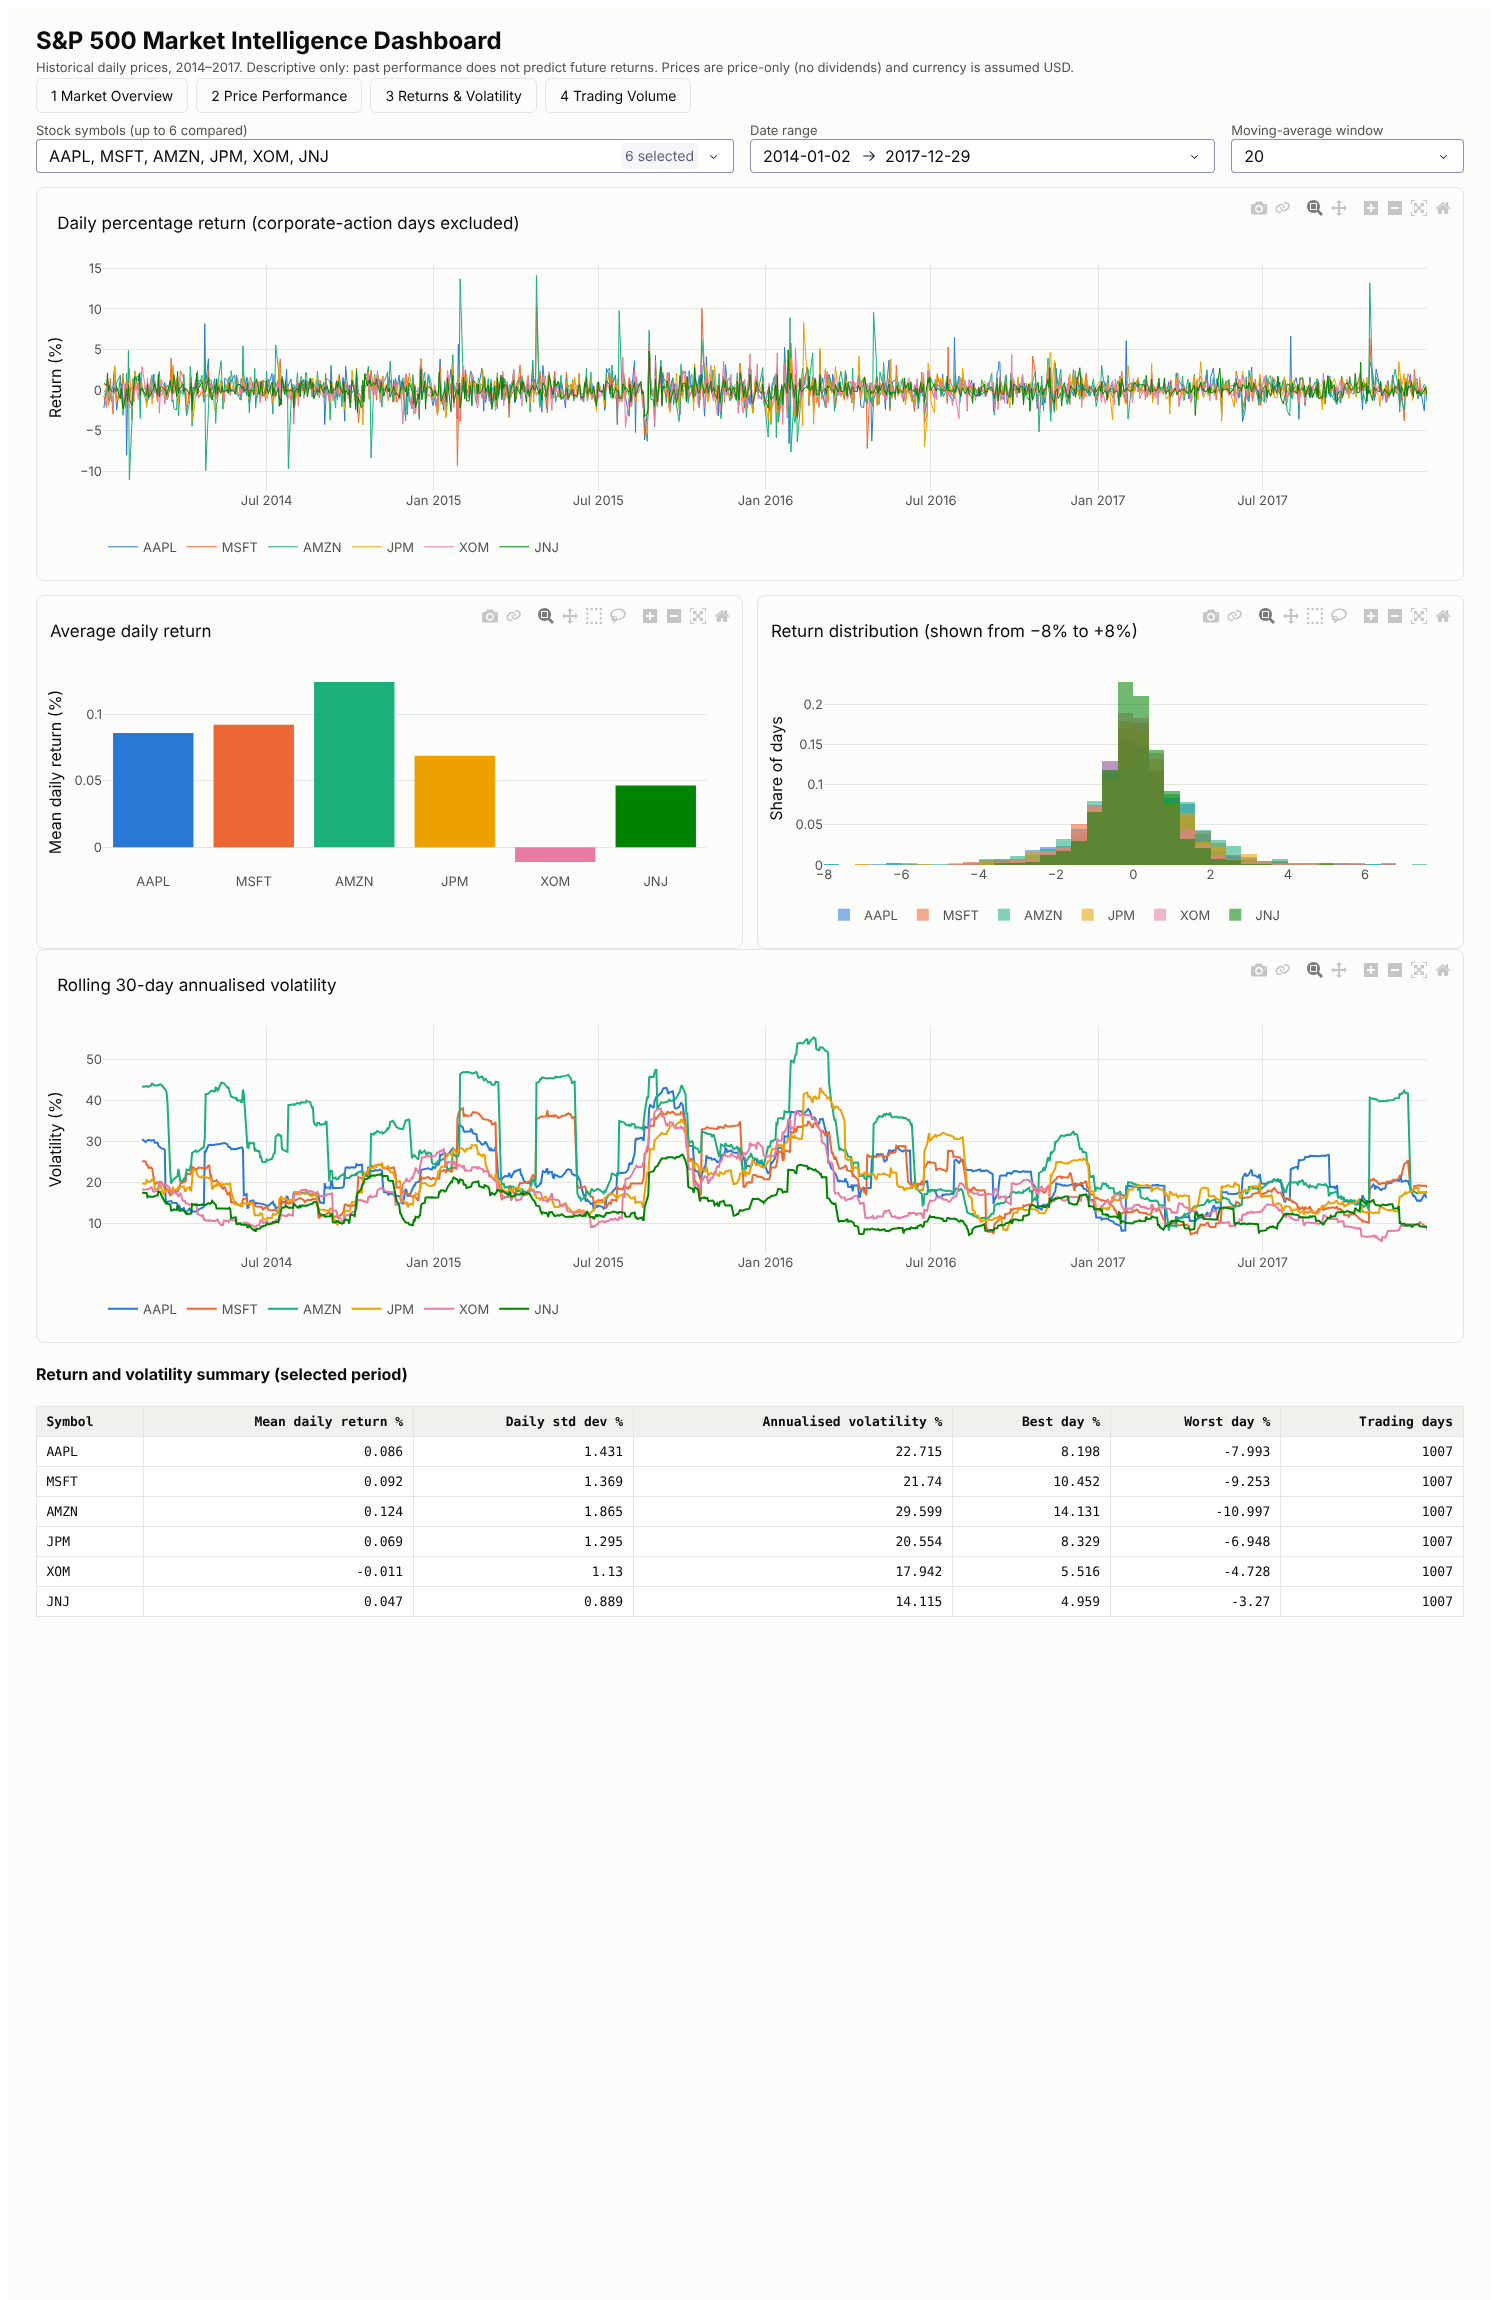 S&P 500 Market Intelligence Dashboard
Historical daily prices, 2014–2017. Descriptive only: past performance does not predict future returns. Prices are price-only (no dividends) and currency is assumed USD.
1 Market Overview 2 Price Performance 3 Returns & Volatility 4 Trading Volume
Stock symbols (up to 6 compared) Date range Moving-average window
AAPL, MSFT, AMZN, JPM, XOM, JNJ 6 selected 2014-01-02 → 2017-12-29 20
Daily percentage return (corporate-action days excluded)
Return (%)
15
10
5
0
−5
−10
Jul 2014 Jan 2015 Jul 2015 Jan 2016 Jul 2016 Jan 2017 Jul 2017
AAPL MSFT AMZN JPM XOM JNJ
Average daily return
Mean daily return (%)
0.1
0.05
0
AAPL MSFT AMZN JPM XOM JNJ
Return distribution (shown from −8% to +8%)
Share of days
0.2
0.15
0.1
0.05
0
−8 −6 −4 −2 0 2 4 6
AAPL MSFT AMZN JPM XOM JNJ
Rolling 30-day annualised volatility
Volatility (%)
50
40
30
20
10
Jul 2014 Jan 2015 Jul 2015 Jan 2016 Jul 2016 Jan 2017 Jul 2017
AAPL MSFT AMZN JPM XOM JNJ
Return and volatility summary (selected period)
Symbol Mean daily return % Daily std dev % Annualised volatility % Best day % Worst day % Trading days
AAPL 0.086 1.431 22.715 8.198 -7.993 1007
MSFT 0.092 1.369 21.74 10.452 -9.253 1007
AMZN 0.124 1.865 29.599 14.131 -10.997 1007
JPM 0.069 1.295 20.554 8.329 -6.948 1007
XOM -0.011 1.13 17.942 5.516 -4.728 1007
JNJ 0.047 0.889 14.115 4.959 -3.27 1007